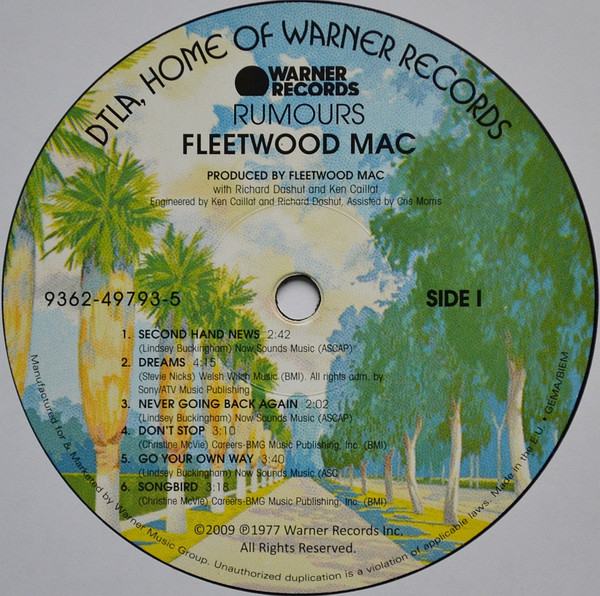 DTLA, HOME OF WARNER RECORDS
WARNER
RECORDS
RUMOURS
FLEETWOOD MAC
PRODUCED BY FLEETWOOD MAC
with Richard Dashut and Ken Caillat
Engineered by Ken Caillat and Richard Dashut, Assisted by Cris Morris
9362-49793-5
SIDE I
1. SECOND HAND NEWS 2:42
(Lindsey Buckingham) Now Sounds Music (ASCAP)
2. DREAMS 4:15
(Stevie Nicks) Welsh Witch Music (BMI). All rights adm. by
Sony/ATV Music Publishing
3. NEVER GOING BACK AGAIN 2:02
(Lindsey Buckingham) Now Sounds Music (ASCAP)
4. DON'T STOP 3:10
(Christine McVie) Careers-BMG Music Publishing, Inc. (BMI)
5. GO YOUR OWN WAY 3:40
(Lindsey Buckingham) Now Sounds Music (ASC
6. SONGBIRD 3:18
(Christine McVie) Careers-BMG Music Publishing, Inc. (BMI)
©2009 ℗1977 Warner Records Inc.
All Rights Reserved.
Manufactured for & Marketed by Warner Music Group. Unauthorized duplication is a violation of applicable laws. Made in the E.U. • GEMA/BIEM